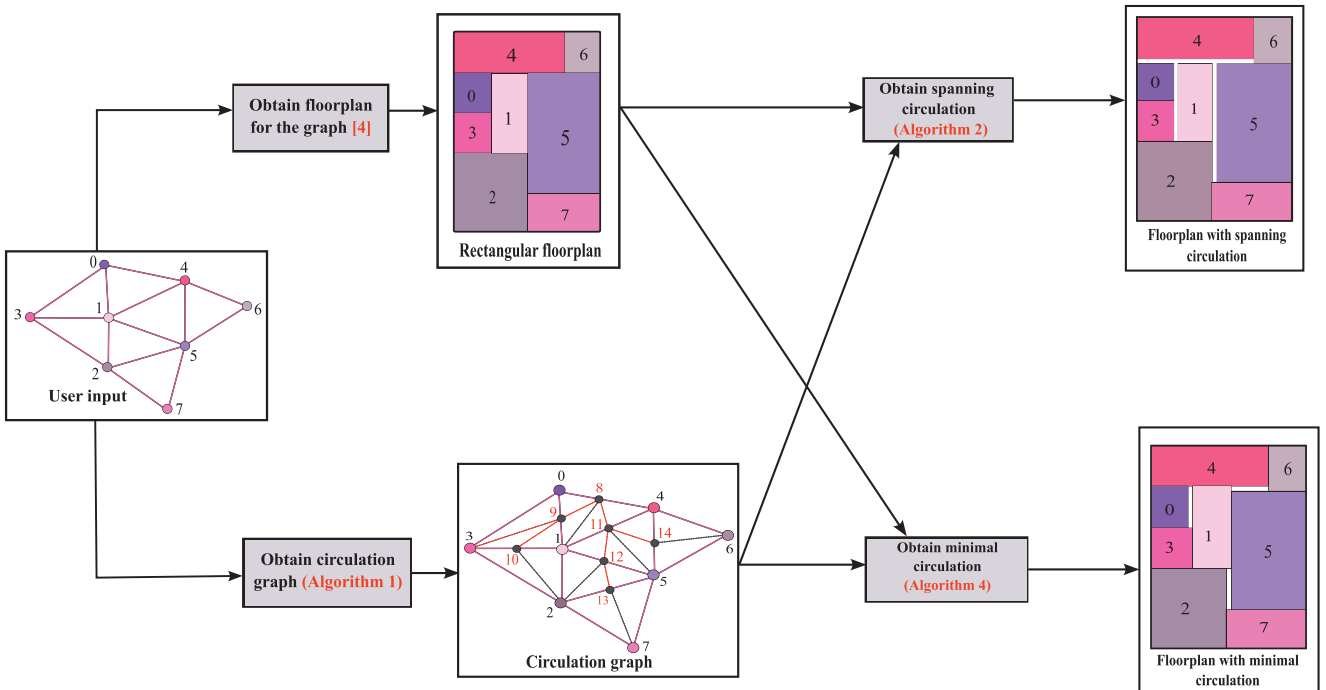 Obtain floorplan
for the graph [4]
4
6
0
1
3
5
2
7
Rectangular floorplan
Obtain spanning
circulation
(Algorithm 2)
4
6
0
1
3
5
2
7
Floorplan with spanning
circulation
0
4
3
1
6
5
2
7
User input
Obtain circulation
graph (Algorithm 1)
0
8
4
9
11
3
1
14
6
10
12
5
2
13
7
Circulation graph
Obtain minimal
circulation
(Algorithm 4)
4
6
0
1
3
5
2
7
Floorplan with minimal
circulation